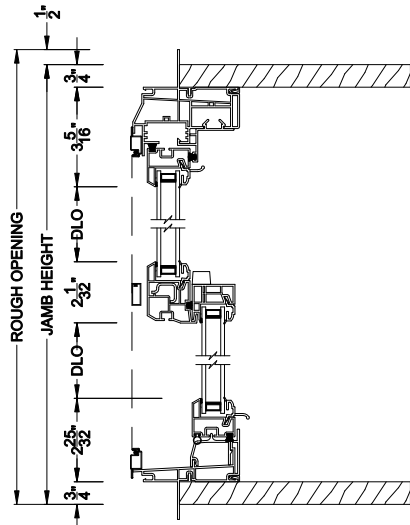 1/2"
3/4"
3 5/16"
DLO
2 1/32"
DLO
2 25/32"
3/4"
JAMB HEIGHT
ROUGH OPENING